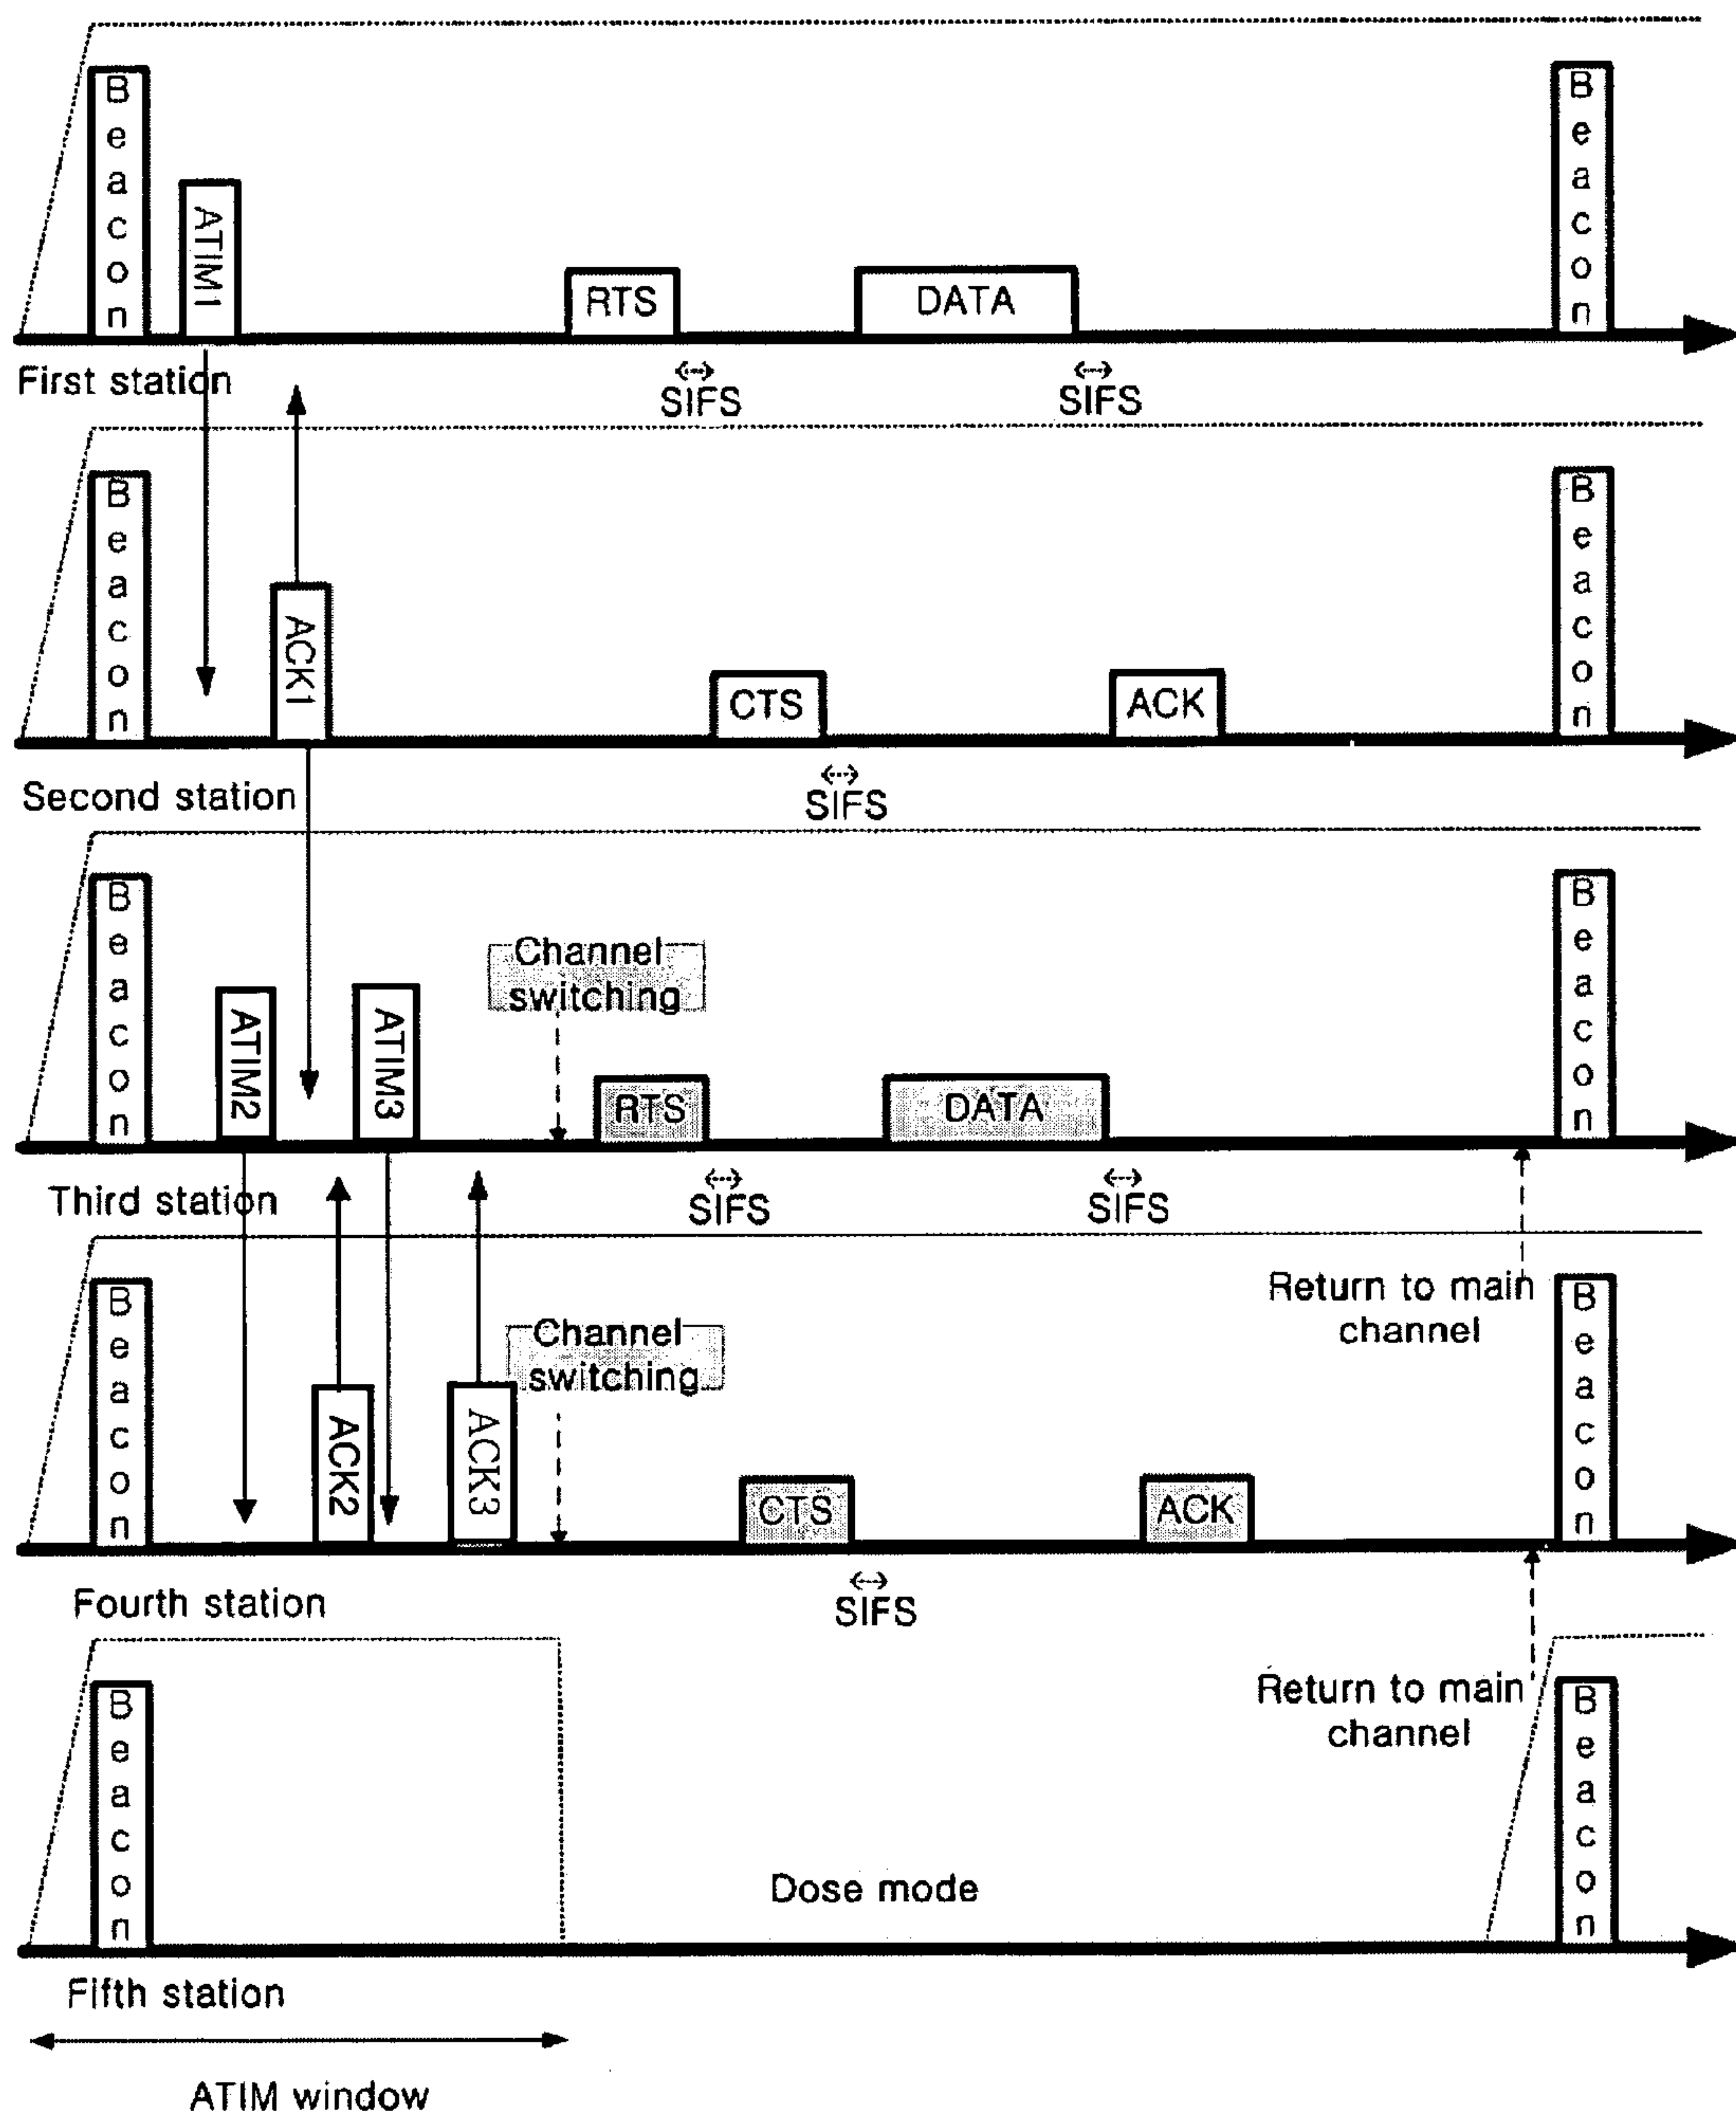 Beacon
ATIM1
RTS
DATA
Beacon
First station
SIFS
SIFS
Beacon
ACK1
CTS
ACK
Beacon
Second station
SIFS
Beacon
ATIM2
ATIM3
Channel
switching
RTS
DATA
Beacon
Third station
SIFS
SIFS
Return to main
channel
Beacon
ACK2
ACK3
Channel
switching
CTS
ACK
Beacon
Fourth station
SIFS
Return to main
channel
Beacon
Dose mode
Beacon
Fifth station
ATIM window